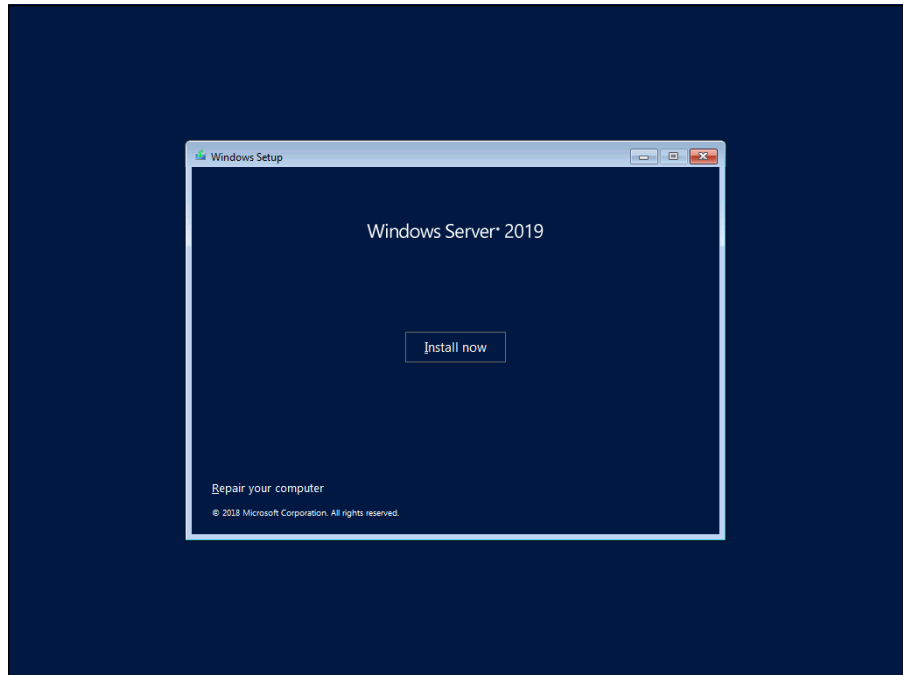 Windows Setup
Windows Server® 2019
Install now
Repair your computer
© 2018 Microsoft Corporation. All rights reserved.